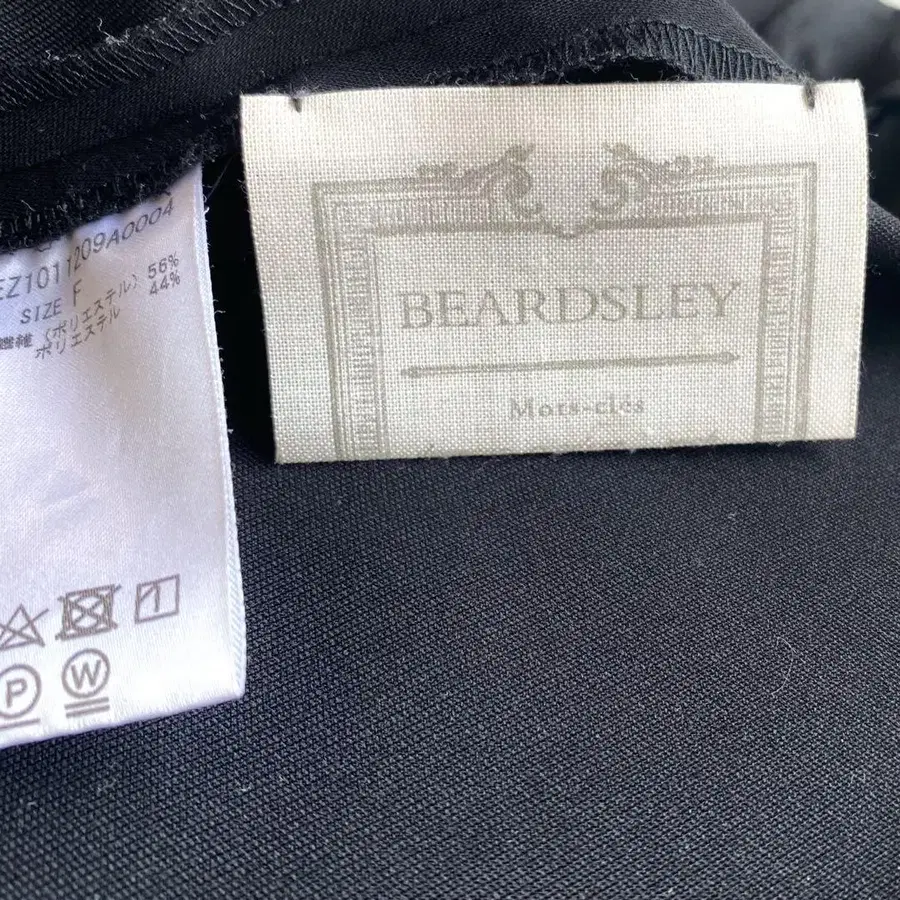 EZ1011209A0004
SIZE F
繊維 (ポリエステル) 56%
ポリエステル 44%
P
W
BEARDSLEY
Mots-clés